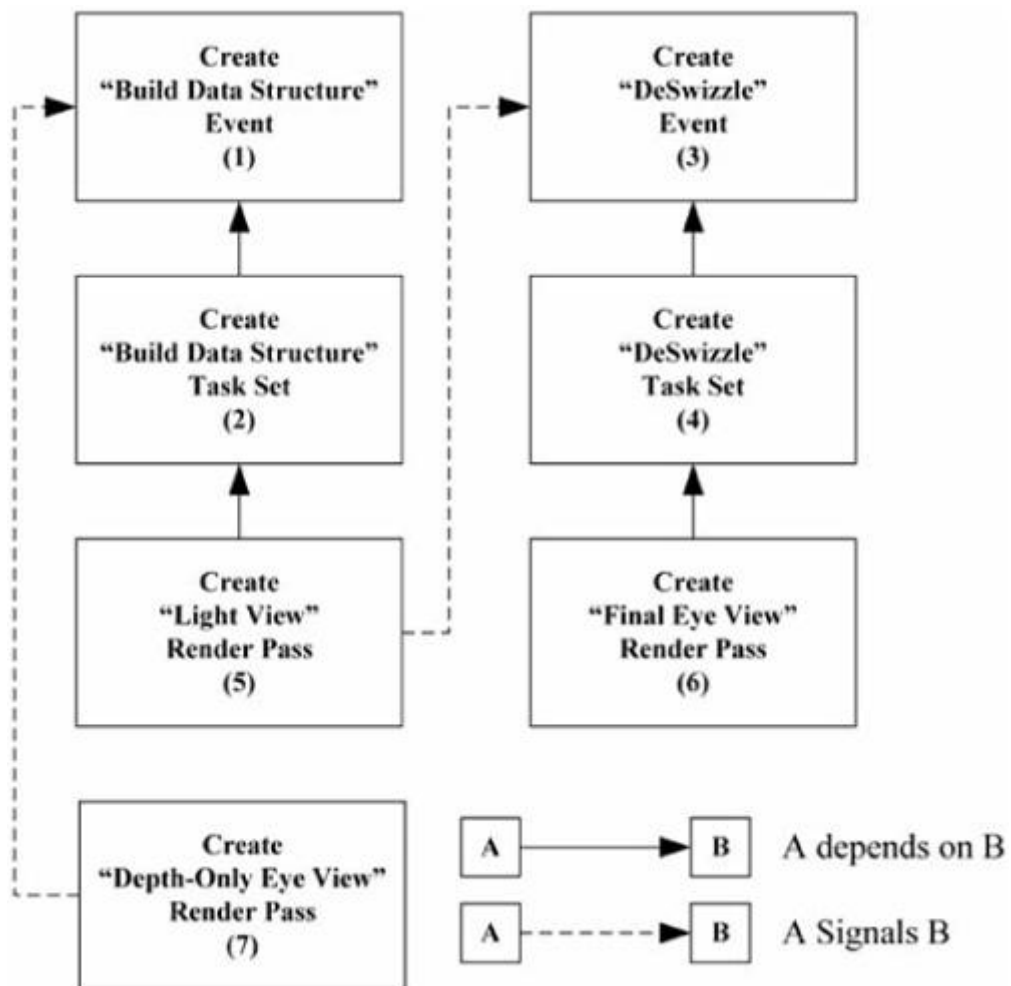 Create
“Build Data Structure”
Event
(1)
Create
“DeSwizzle”
Event
(3)
Create
“Build Data Structure”
Task Set
(2)
Create
“DeSwizzle”
Task Set
(4)
Create
“Light View”
Render Pass
(5)
Create
“Final Eye View”
Render Pass
(6)
Create
“Depth-Only Eye View”
Render Pass
(7)
A B A depends on B
A B A Signals B